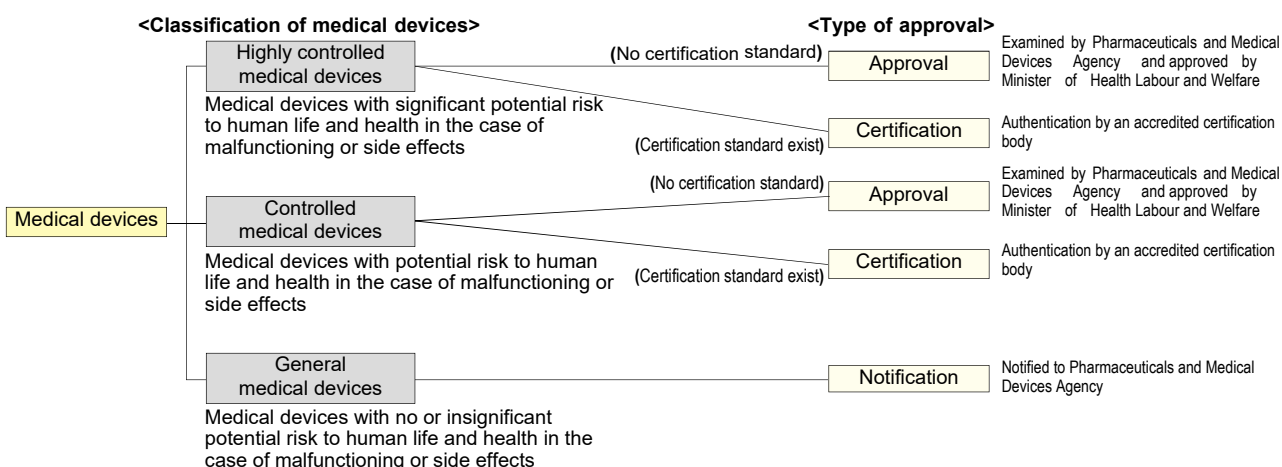 <Classification of medical devices>
<Type of approval>
Medical devices
Highly controlled
medical devices
Medical devices with significant potential risk
to human life and health in the case of
malfunctioning or side effects
(No certification standard)
Approval
Examined by Pharmaceuticals and Medical
Devices Agency and approved by
Minister of Health Labour and Welfare
(Certification standard exist)
Certification
Authentication by an accredited certification
body
Controlled
medical devices
Medical devices with potential risk to human
life and health in the case of malfunctioning or
side effects
(No certification standard)
Approval
Examined by Pharmaceuticals and Medical
Devices Agency and approved by
Minister of Health Labour and Welfare
(Certification standard exist)
Certification
Authentication by an accredited certification
body
General
medical devices
Medical devices with no or insignificant
potential risk to human life and health in the
case of malfunctioning or side effects
Notification
Notified to Pharmaceuticals and Medical
Devices Agency